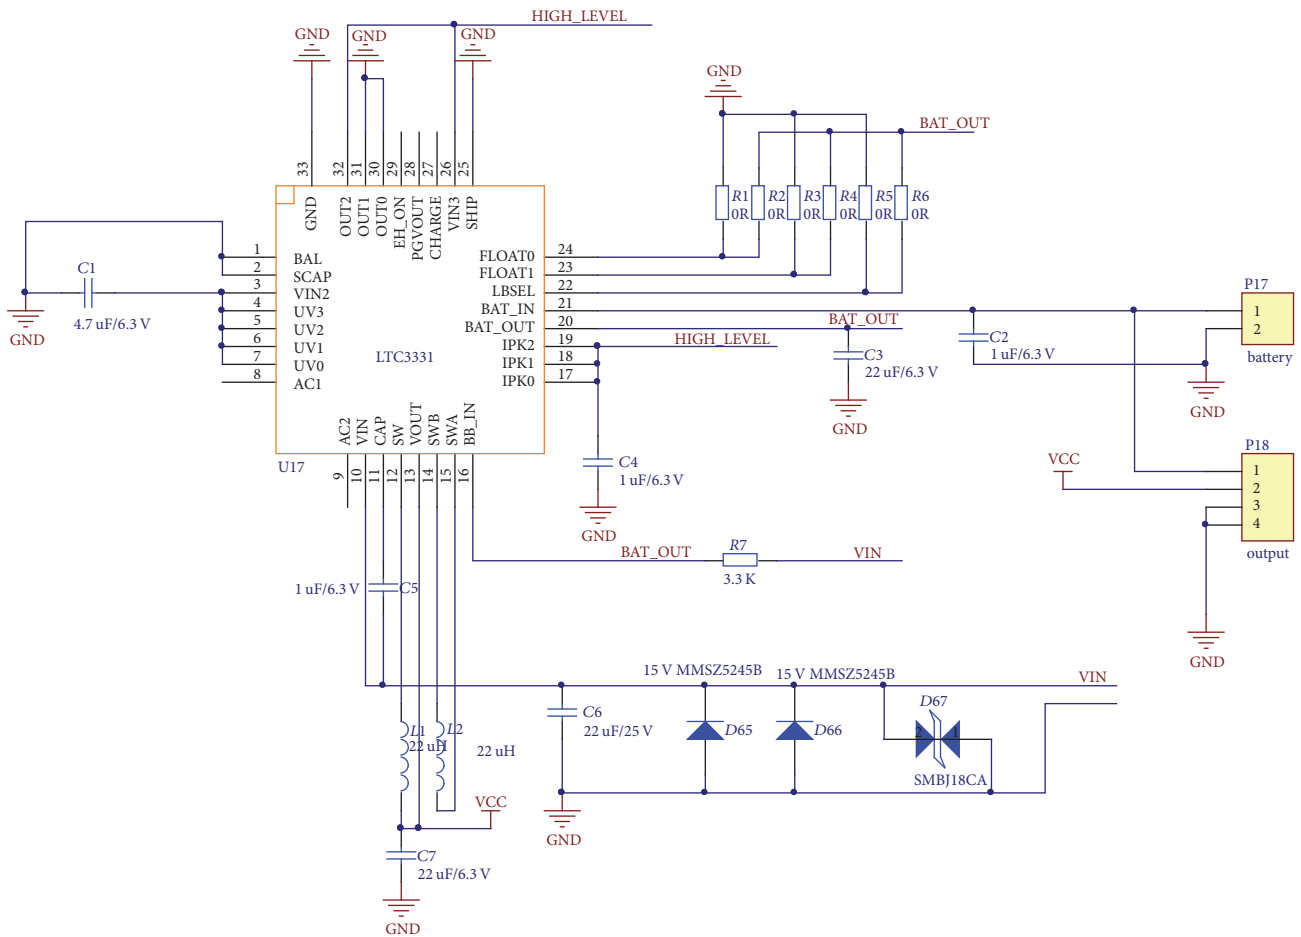 HIGH_LEVEL
GND
GND
GND
33
32
31
30
29
28
27
26
25
GND
OUT2
OUT1
OUT0
EH_ON
PGVOUT
CHARGE
VIN3
SHIP
GND
BAT_OUT
R1
0R
R2
0R
R3
0R
R4
0R
R5
0R
R6
0R
1 BAL
2 SCAP
3 VIN2
4 UV3
5 UV2
6 UV1
7 UV0
8 AC1
C1
4.7 uF/6.3 V
GND
LTC3331
U17
FLOAT0 24
FLOAT1 23
LBSEL 22
BAT_IN 21
BAT_OUT 20
IPK2 19
IPK1 18
IPK0 17
HIGH_LEVEL
BAT_OUT
C3
22 uF/6.3 V
GND
C2
1 uF/6.3 V
P17
1
2
battery
GND
P18
1
2
3
4
output
VCC
GND
AC2
VIN
CAP
SW
VOUT
SWB
SWA
BB_IN
9
10
11
12
13
14
15
16
C4
1 uF/6.3 V
GND
BAT_OUT
R7
3.3 K
VIN
1 uF/6.3 V
C5
15 V MMSZ5245B
15 V MMSZ5245B
VIN
C6
22 uF/25 V
D65
D66
D67
2
1
SMBJ18CA
GND
L1
22 uH
L2
22 uH
VCC
C7
22 uF/6.3 V
GND